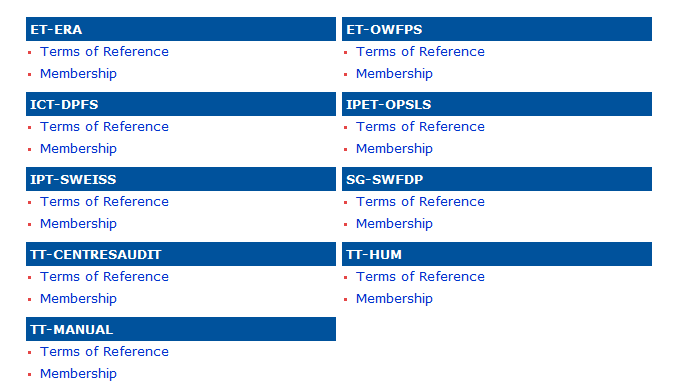 ET-ERA
Terms of Reference
Membership
ET-OWFPS
Terms of Reference
Membership
ICT-DPFS
Terms of Reference
Membership
IPET-OPSLS
Terms of Reference
Membership
IPT-SWEISS
Terms of Reference
Membership
SG-SWFDP
Terms of Reference
Membership
TT-CENTRESAUDIT
Terms of Reference
Membership
TT-HUM
Terms of Reference
Membership
TT-MANUAL
Terms of Reference
Membership